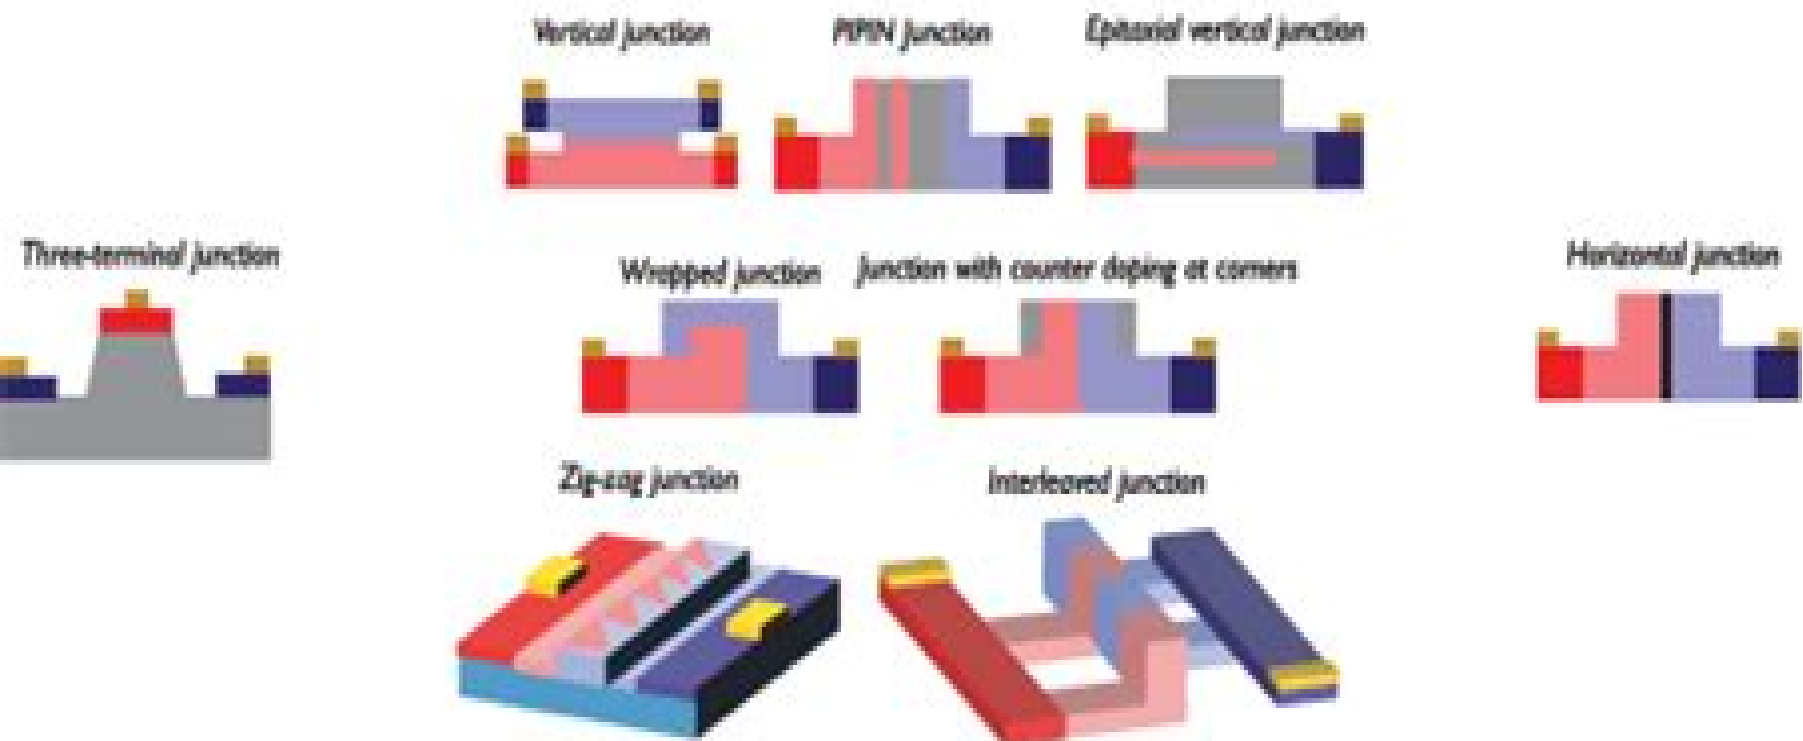 Vertical junction
PIPIN junction
Epitaxial vertical junction
Three-terminal junction
Wrapped junction
Junction with counter doping at corners
Horizontal junction
Zig-zag junction
Interleaved junction